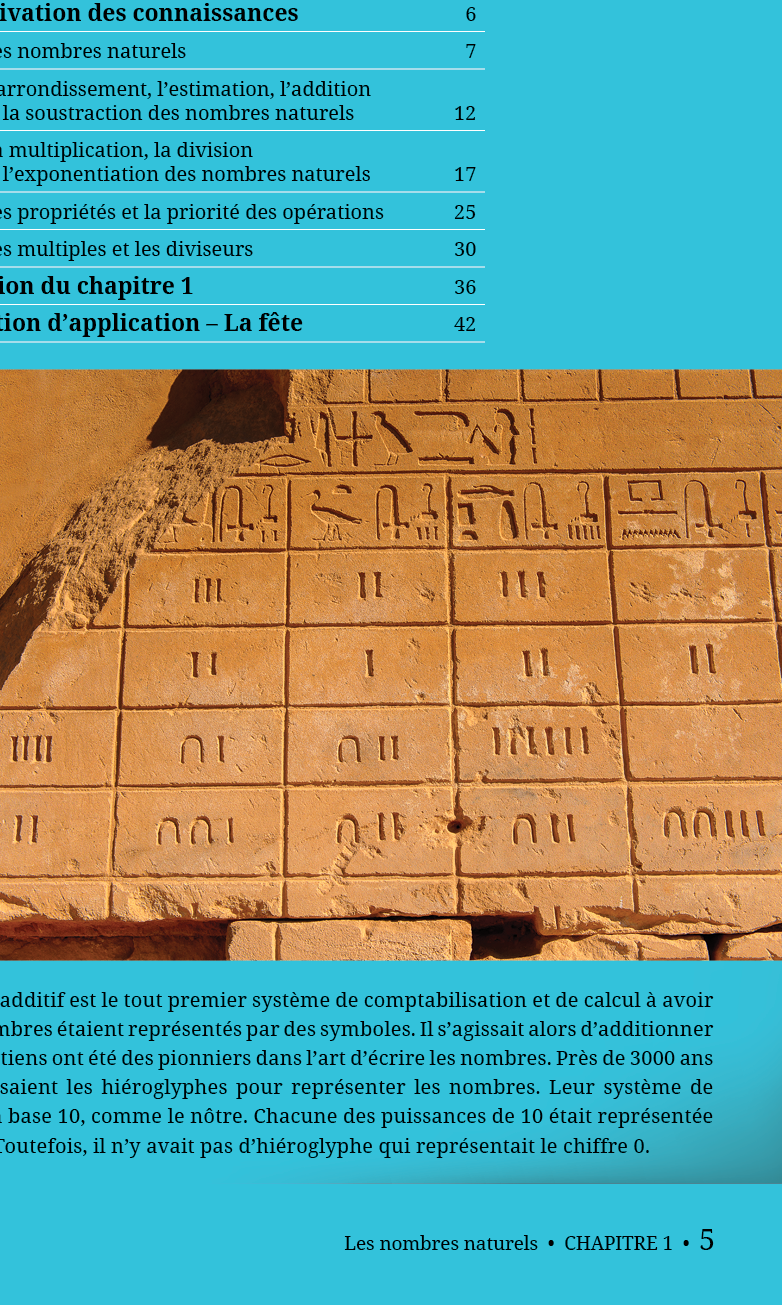 ivation des connaissances 6
es nombres naturels 7
arrondissement, l’estimation, l’addition
la soustraction des nombres naturels 12
a multiplication, la division
l’exponentiation des nombres naturels 17
es propriétés et la priorité des opérations 25
es multiples et les diviseurs 30
ion du chapitre 1 36
tion d’application – La fête 42
additif est le tout premier système de comptabilisation et de calcul à avoir
mbres étaient représentés par des symboles. Il s’agissait alors d’additionner
tiens ont été des pionniers dans l’art d’écrire les nombres. Près de 3000 ans
saient les hiéroglyphes pour représenter les nombres. Leur système de
base 10, comme le nôtre. Chacune des puissances de 10 était représentée
Toutefois, il n’y avait pas d’hiéroglyphe qui représentait le chiffre 0.
Les nombres naturels • CHAPITRE 1 • 5